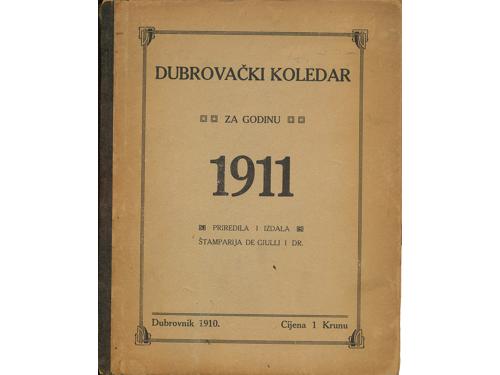 DUBROVAČKI KOLEDAR
ZA GODINU
1911
PRIREDILA I IZDALA
ŠTAMPARIJA DE GIULLI I DR.
Dubrovnik 1910. Cijena 1 Krunu